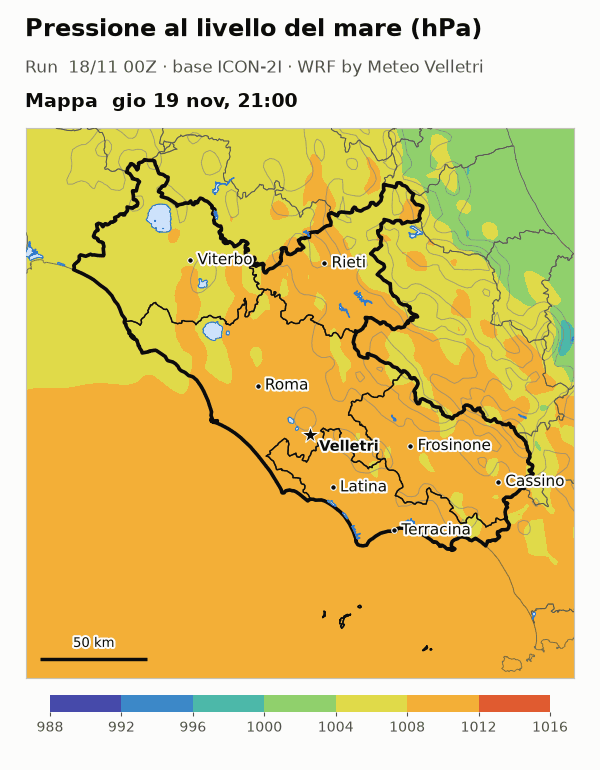 Pressione al livello del mare (hPa)
Run  18/11 00Z · base ICON-2I · WRF by Meteo Velletri
Mappa  gio 19 nov, 21:00
Viterbo
Rieti
Roma
Velletri
Frosinone
Cassino
Latina
Terracina
50 km
988 992 996 1000 1004 1008 1012 1016